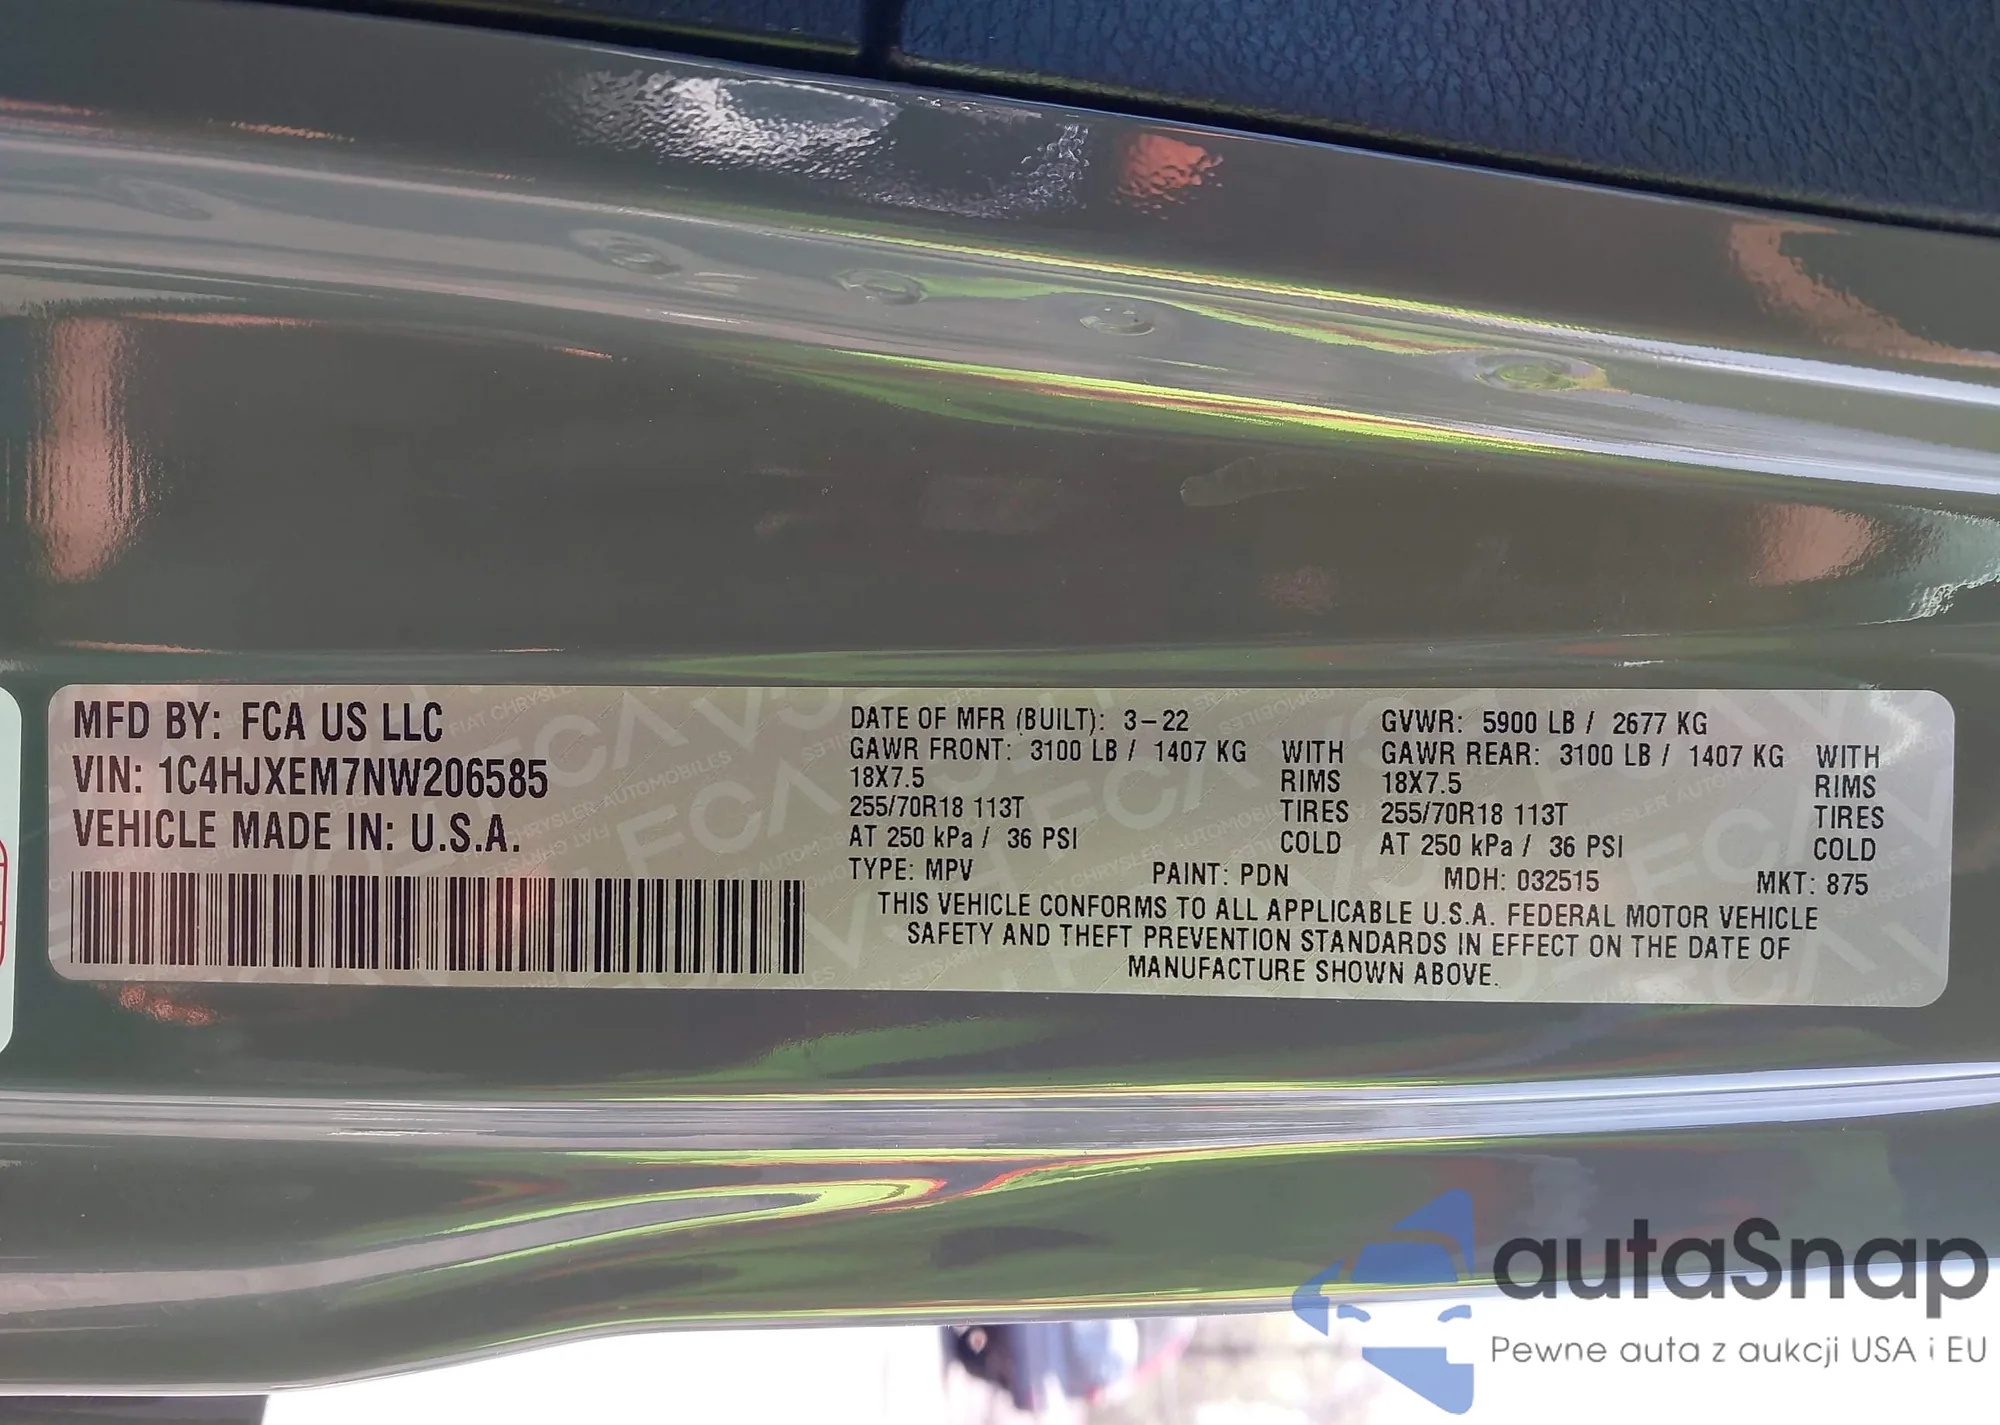 MFD BY: FCA US LLC
VIN: 1C4HJXEM7NW206585
VEHICLE MADE IN: U.S.A.
DATE OF MFR (BUILT): 3-22
GAWR FRONT: 3100 LB / 1407 KG WITH
18X7.5 RIMS
255/70R18 113T TIRES
AT 250 kPa / 36 PSI COLD
GVWR: 5900 LB / 2677 KG
GAWR REAR: 3100 LB / 1407 KG WITH
18X7.5 RIMS
255/70R18 113T TIRES
AT 250 kPa / 36 PSI COLD
TYPE: MPV PAINT: PDN MDH: 032515 MKT: 875
THIS VEHICLE CONFORMS TO ALL APPLICABLE U.S.A. FEDERAL MOTOR VEHICLE
SAFETY AND THEFT PREVENTION STANDARDS IN EFFECT ON THE DATE OF
MANUFACTURE SHOWN ABOVE.
autaSnap
Pewne auta z aukcji USA i EU